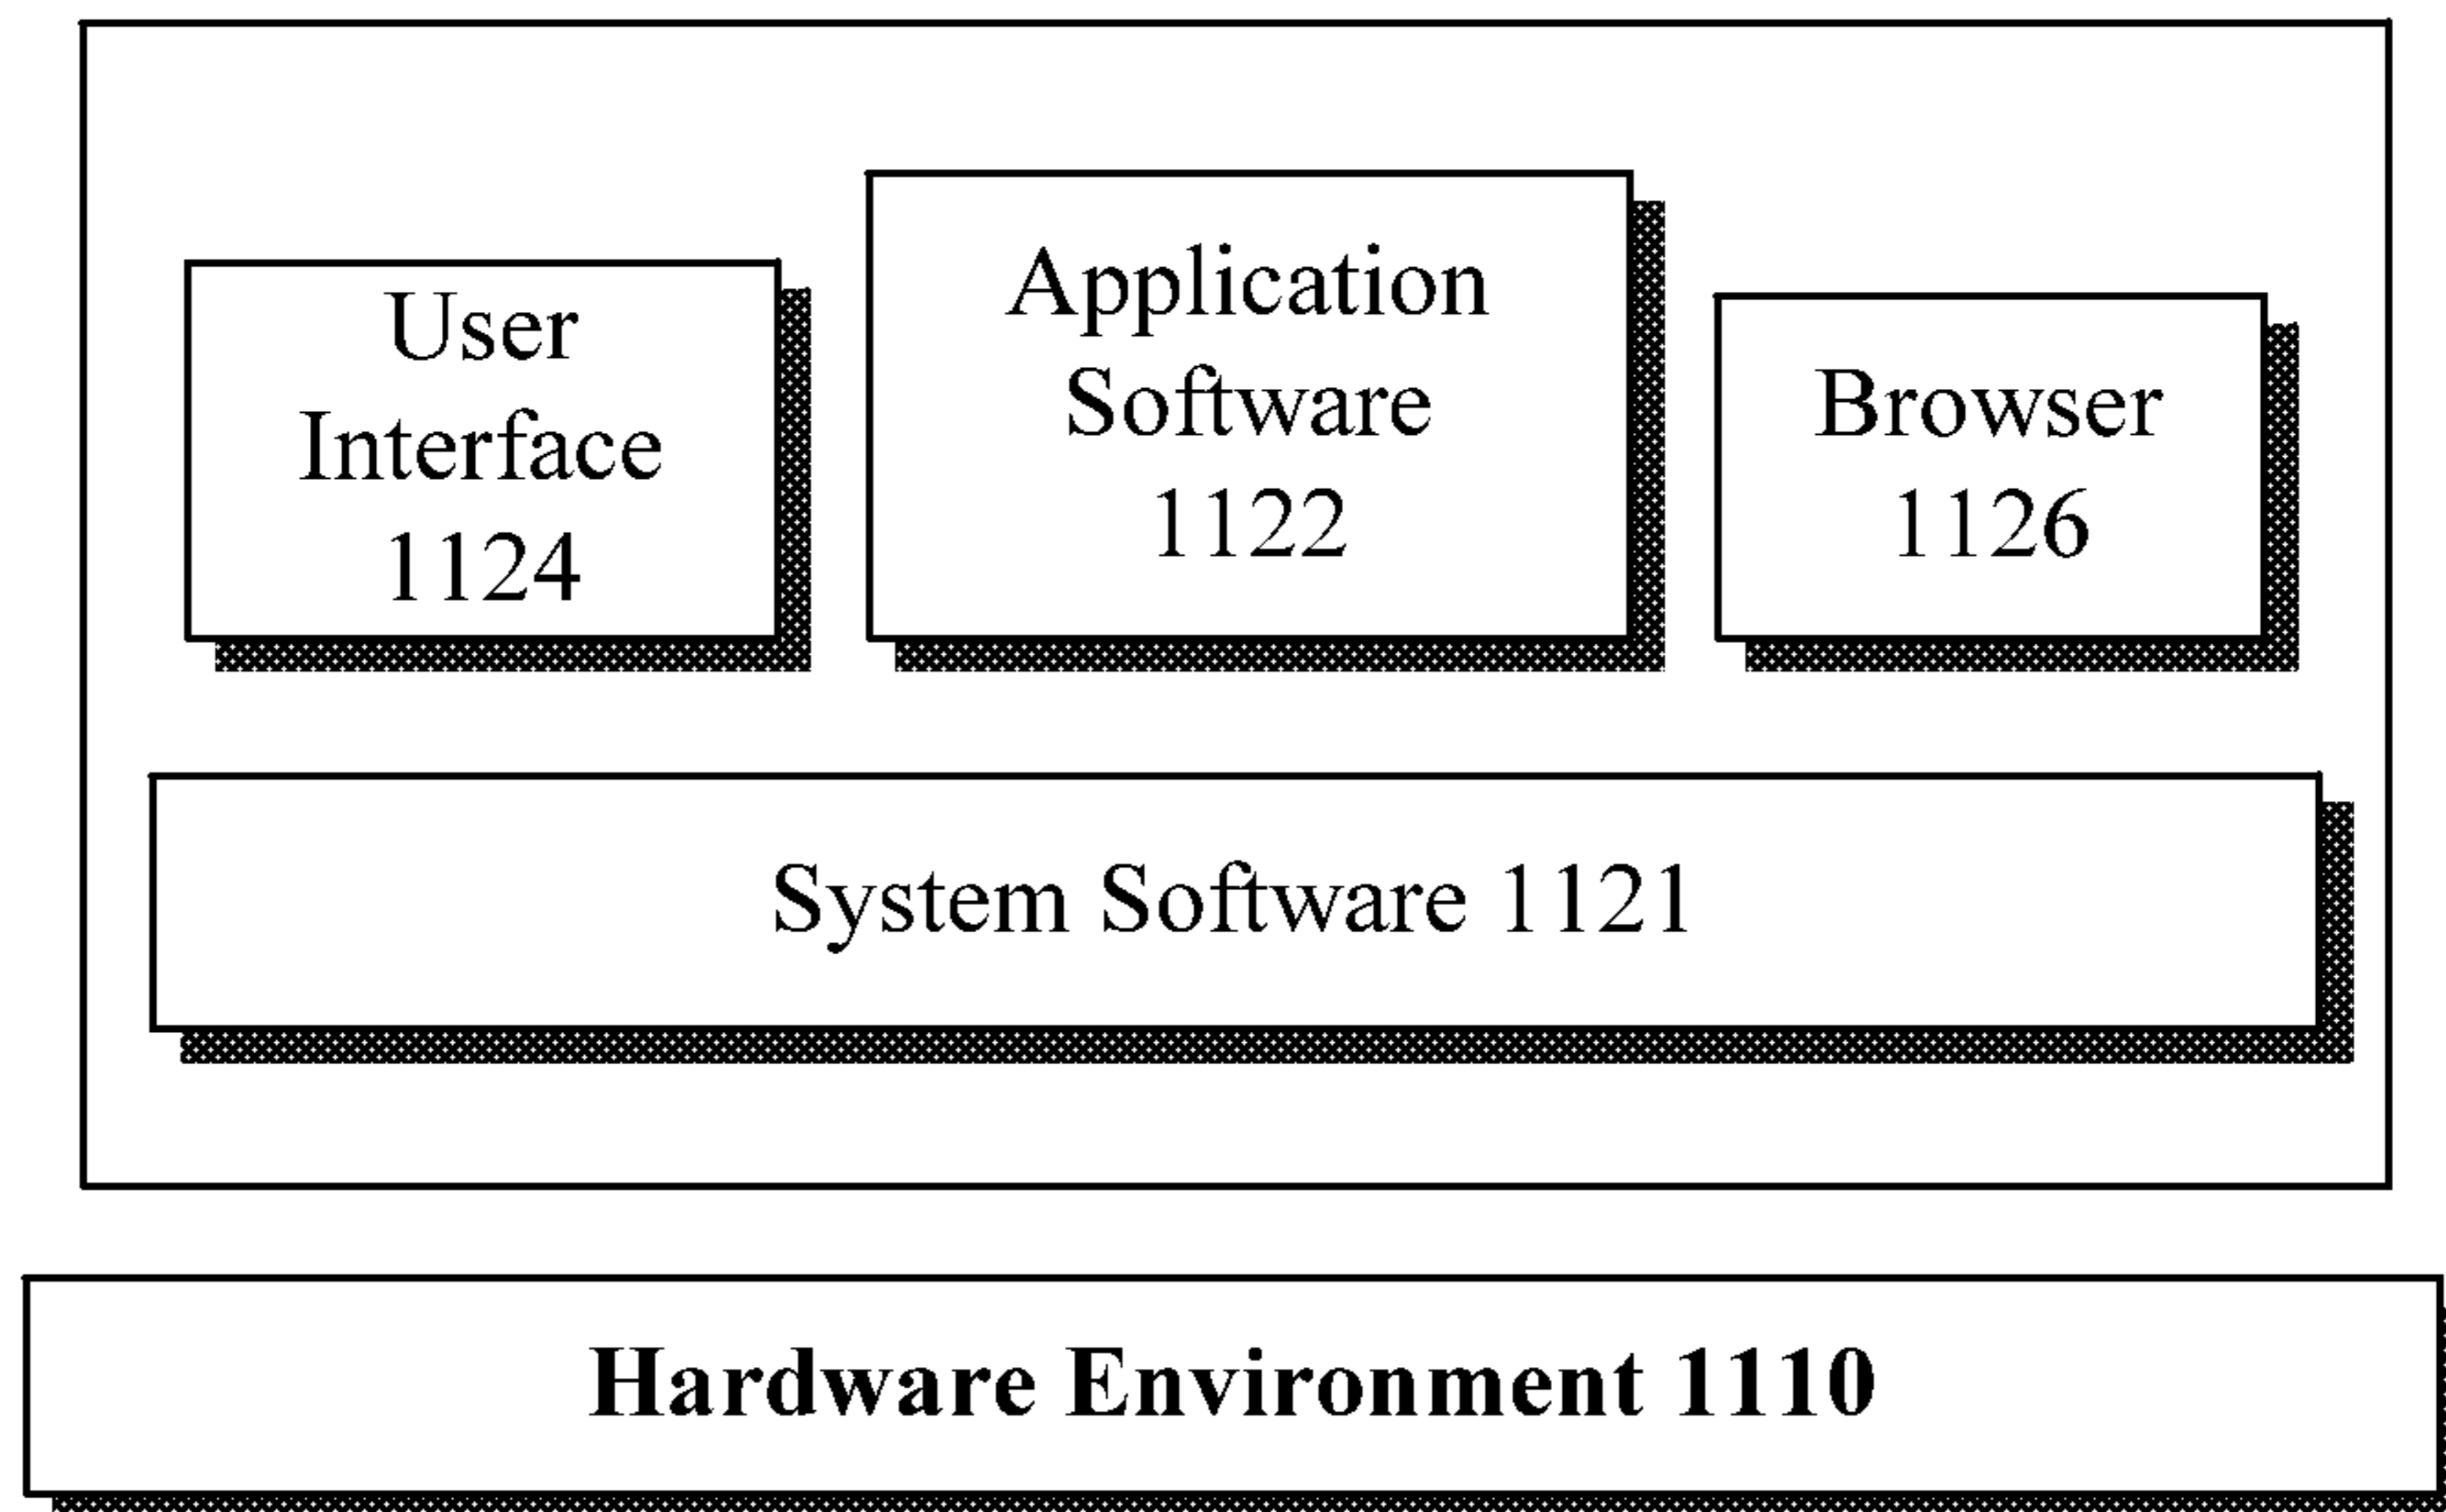 User
Interface
1124
Application
Software
1122
Browser
1126
System Software 1121
Hardware Environment 1110